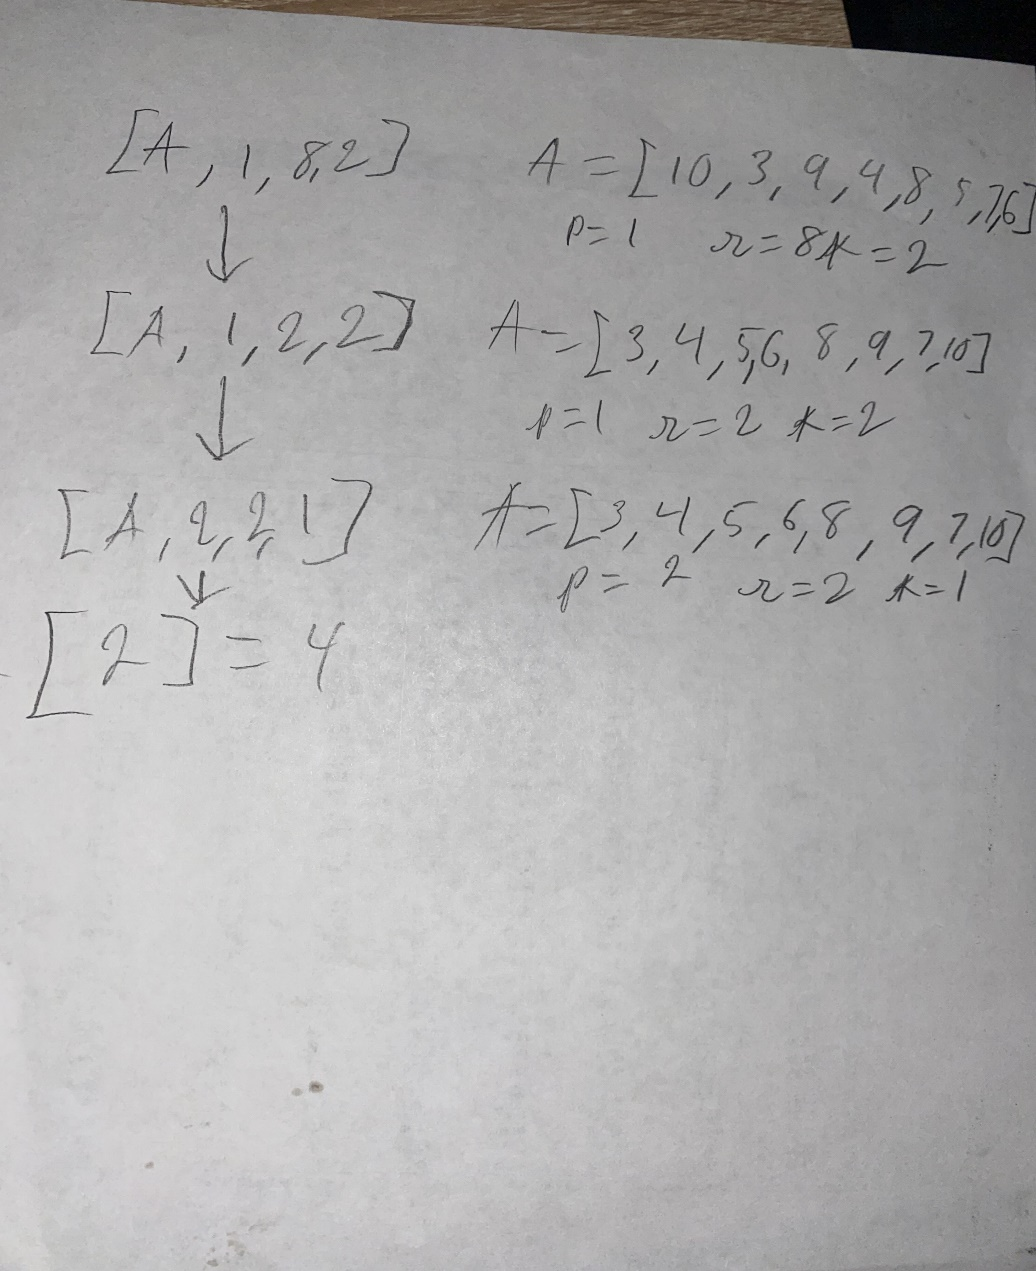 [A, 1, 8, 2] A = [10, 3, 9, 4, 8, 5, 7, 6]
p = 1 r = 8 k = 2
[A, 1, 2, 2] A = [3, 4, 5, 6, 8, 9, 7, 10]
p = 1 r = 2 k = 2
[A, 2, 2, 1] A = [3, 4, 5, 6, 8, 9, 7, 10]
p = 2 r = 2 k = 1
[2] = 4